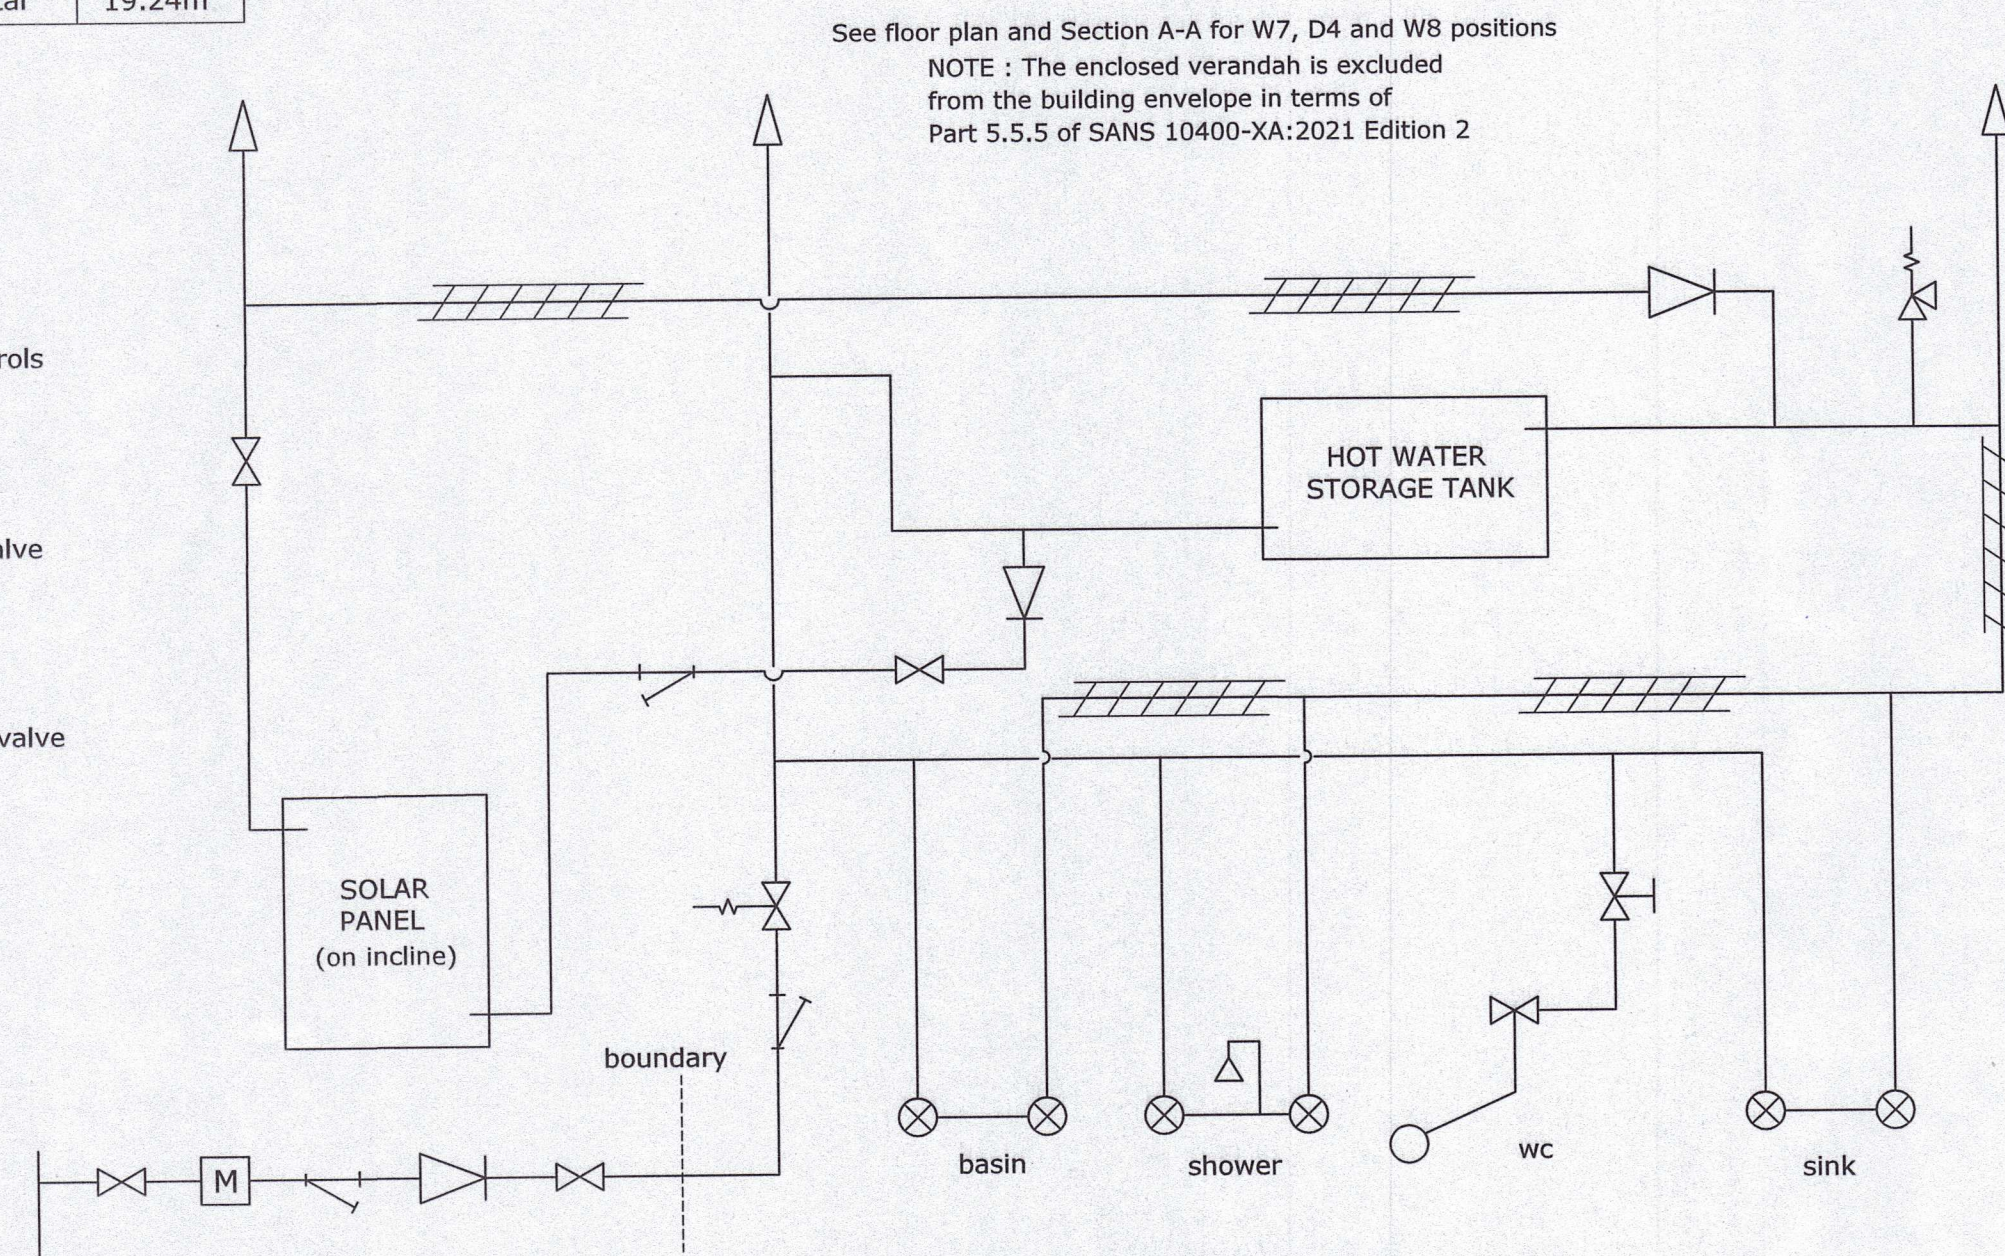 19.24m
See floor plan and Section A-A for W7, D4 and W8 positions
NOTE : The enclosed verandah is excluded
from the building envelope in terms of
Part 5.5.5 of SANS 10400-XA:2021 Edition 2
HOT WATER
STORAGE TANK
valve
SOLAR
PANEL
(on incline)
boundary
M
basin
shower
wc
sink